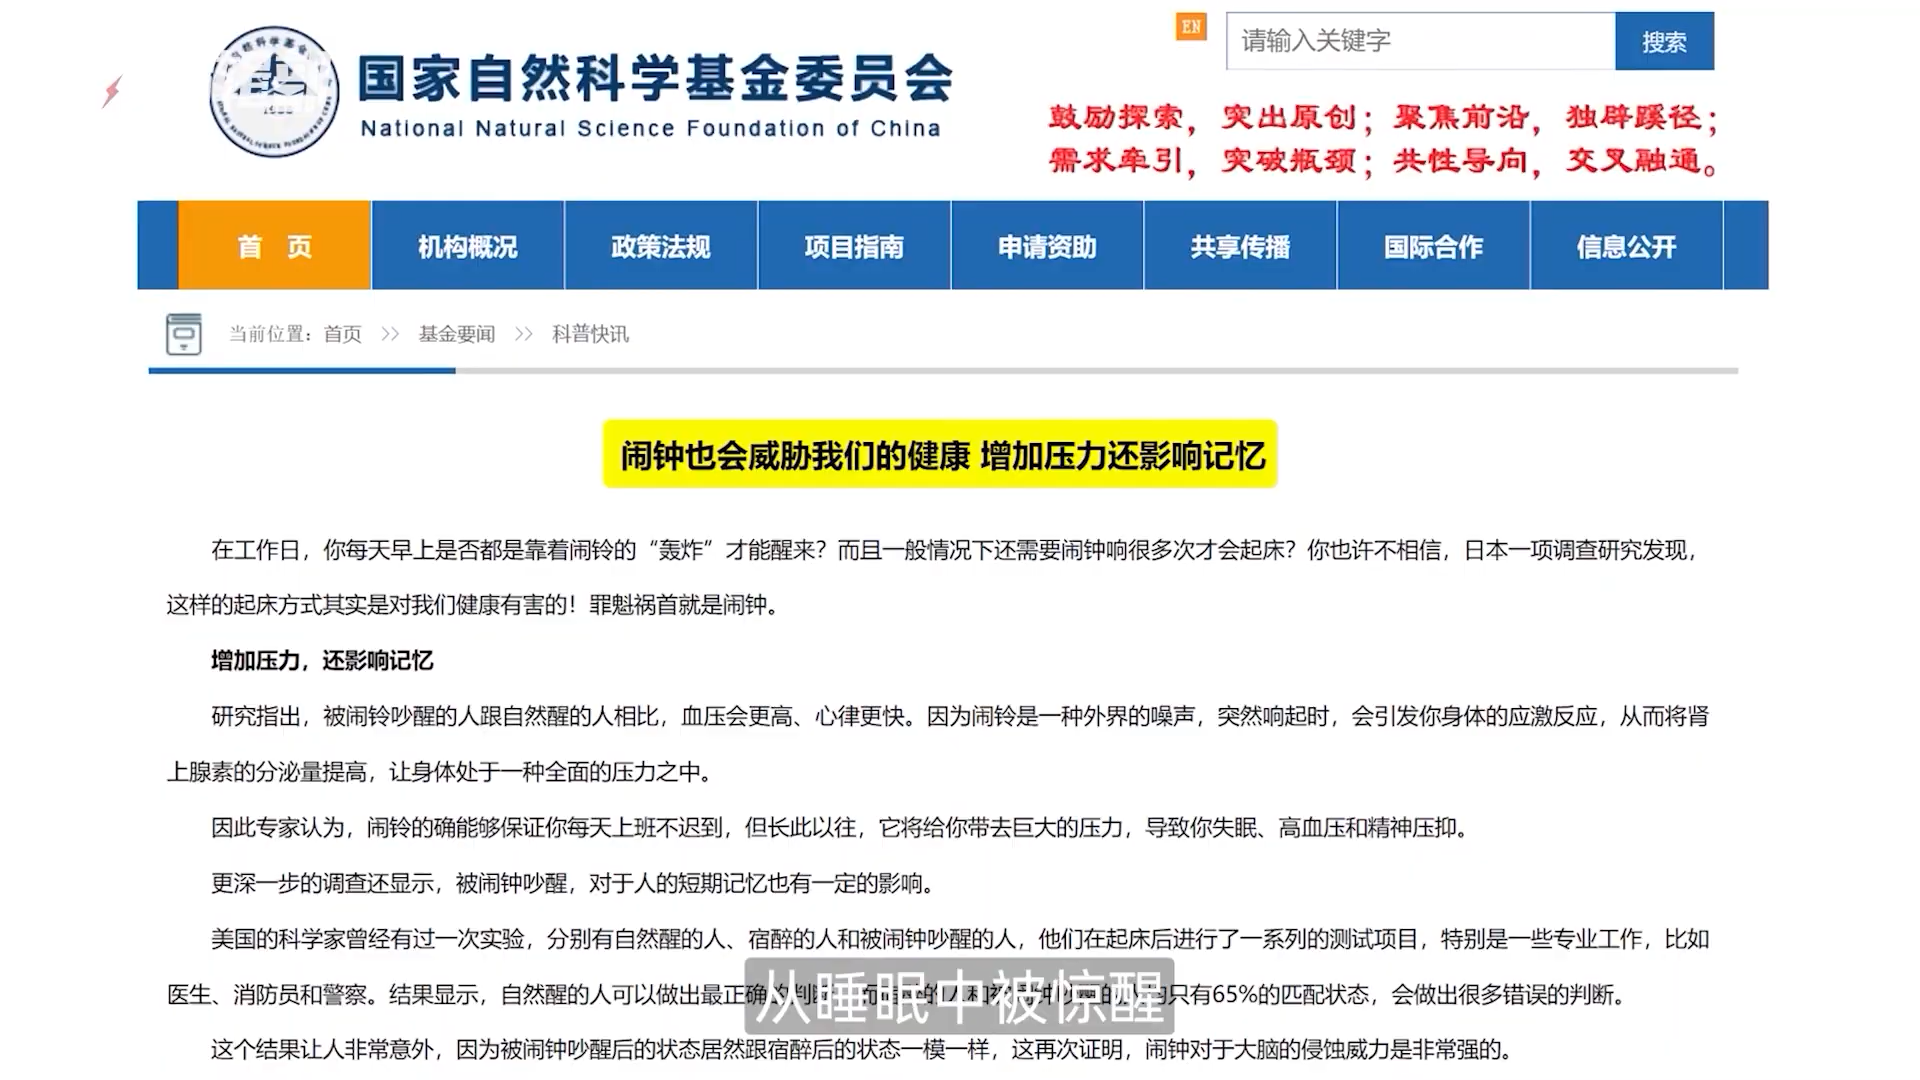 EN
请输入关键字
搜索
国家自然科学基金委员会
National Natural Science Foundation of China
鼓励探索，突出原创；聚焦前沿，独辟蹊径；
需求牵引，突破瓶颈；共性导向，交叉融通。
首 页 机构概况 政策法规 项目指南 申请资助 共享传播 国际合作 信息公开
当前位置：首页 >> 基金要闻 >> 科普快讯
闹钟也会威胁我们的健康 增加压力还影响记忆
在工作日，你每天早上是否都是靠着闹铃的“轰炸”才能醒来？而且一般情况下还需要闹钟响很多次才会起床？你也许不相信，日本一项调查研究发现，
这样的起床方式其实是对我们健康有害的！罪魁祸首就是闹钟。
增加压力，还影响记忆
研究指出，被闹铃吵醒的人跟自然醒的人相比，血压会更高、心律更快。因为闹铃是一种外界的噪声，突然响起时，会引发你身体的应激反应，从而将肾
上腺素的分泌量提高，让身体处于一种全面的压力之中。
因此专家认为，闹铃的确能够保证你每天上班不迟到，但长此以往，它将给你带去巨大的压力，导致你失眠、高血压和精神压抑。
更深一步的调查还显示，被闹钟吵醒，对于人的短期记忆也有一定的影响。
美国的科学家曾经有过一次实验，分别有自然醒的人、宿醉的人和被闹钟吵醒的人，他们在起床后进行了一系列的测试项目，特别是一些专业工作，比如
医生、消防员和警察。结果显示，自然醒的人可以做出最正确 只有65%的匹配状态，会做出很多错误的判断。
从睡眠中被惊醒
这个结果让人非常意外，因为被闹钟吵醒后的状态居然跟宿醉后的状态一模一样，这再次证明，闹钟对于大脑的侵蚀威力是非常强的。